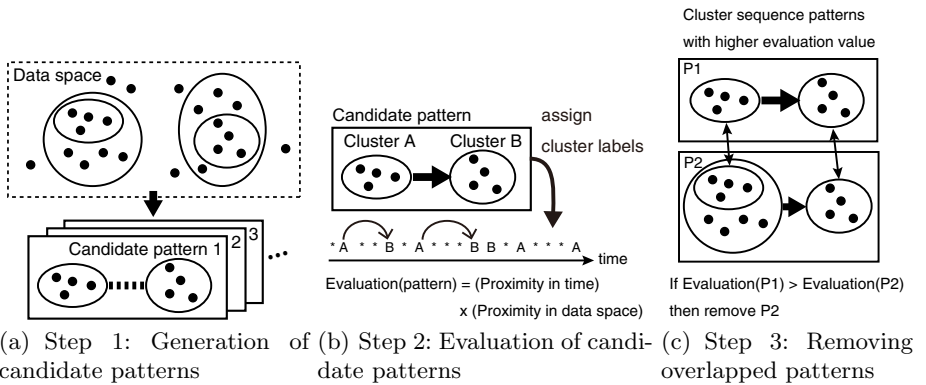 Data space
Candidate pattern 1
2
3
(a) Step 1: Generation of
candidate patterns
Candidate pattern
assign
cluster labels
Cluster A
Cluster B
* A * * B * A * * * B B * A * * * A
time
Evaluation(pattern) = (Proximity in time)
x (Proximity in data space)
(b) Step 2: Evaluation of candi-
date patterns
Cluster sequence patterns
with higher evaluation value
P1
P2
If Evaluation(P1) > Evaluation(P2)
then remove P2
(c) Step 3: Removing
overlapped patterns